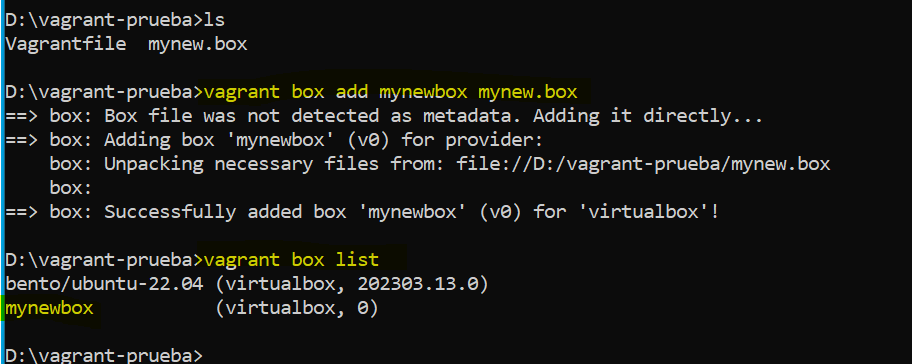 D:\vagrant-prueba>ls
Vagrantfile  mynew.box
D:\vagrant-prueba>vagrant box add mynewbox mynew.box
==> box: Box file was not detected as metadata. Adding it directly...
==> box: Adding box 'mynewbox' (v0) for provider:
    box: Unpacking necessary files from: file://D:/vagrant-prueba/mynew.box
    box:
==> box: Successfully added box 'mynewbox' (v0) for 'virtualbox'!
D:\vagrant-prueba>vagrant box list
bento/ubuntu-22.04 (virtualbox, 202303.13.0)
mynewbox           (virtualbox, 0)
D:\vagrant-prueba>